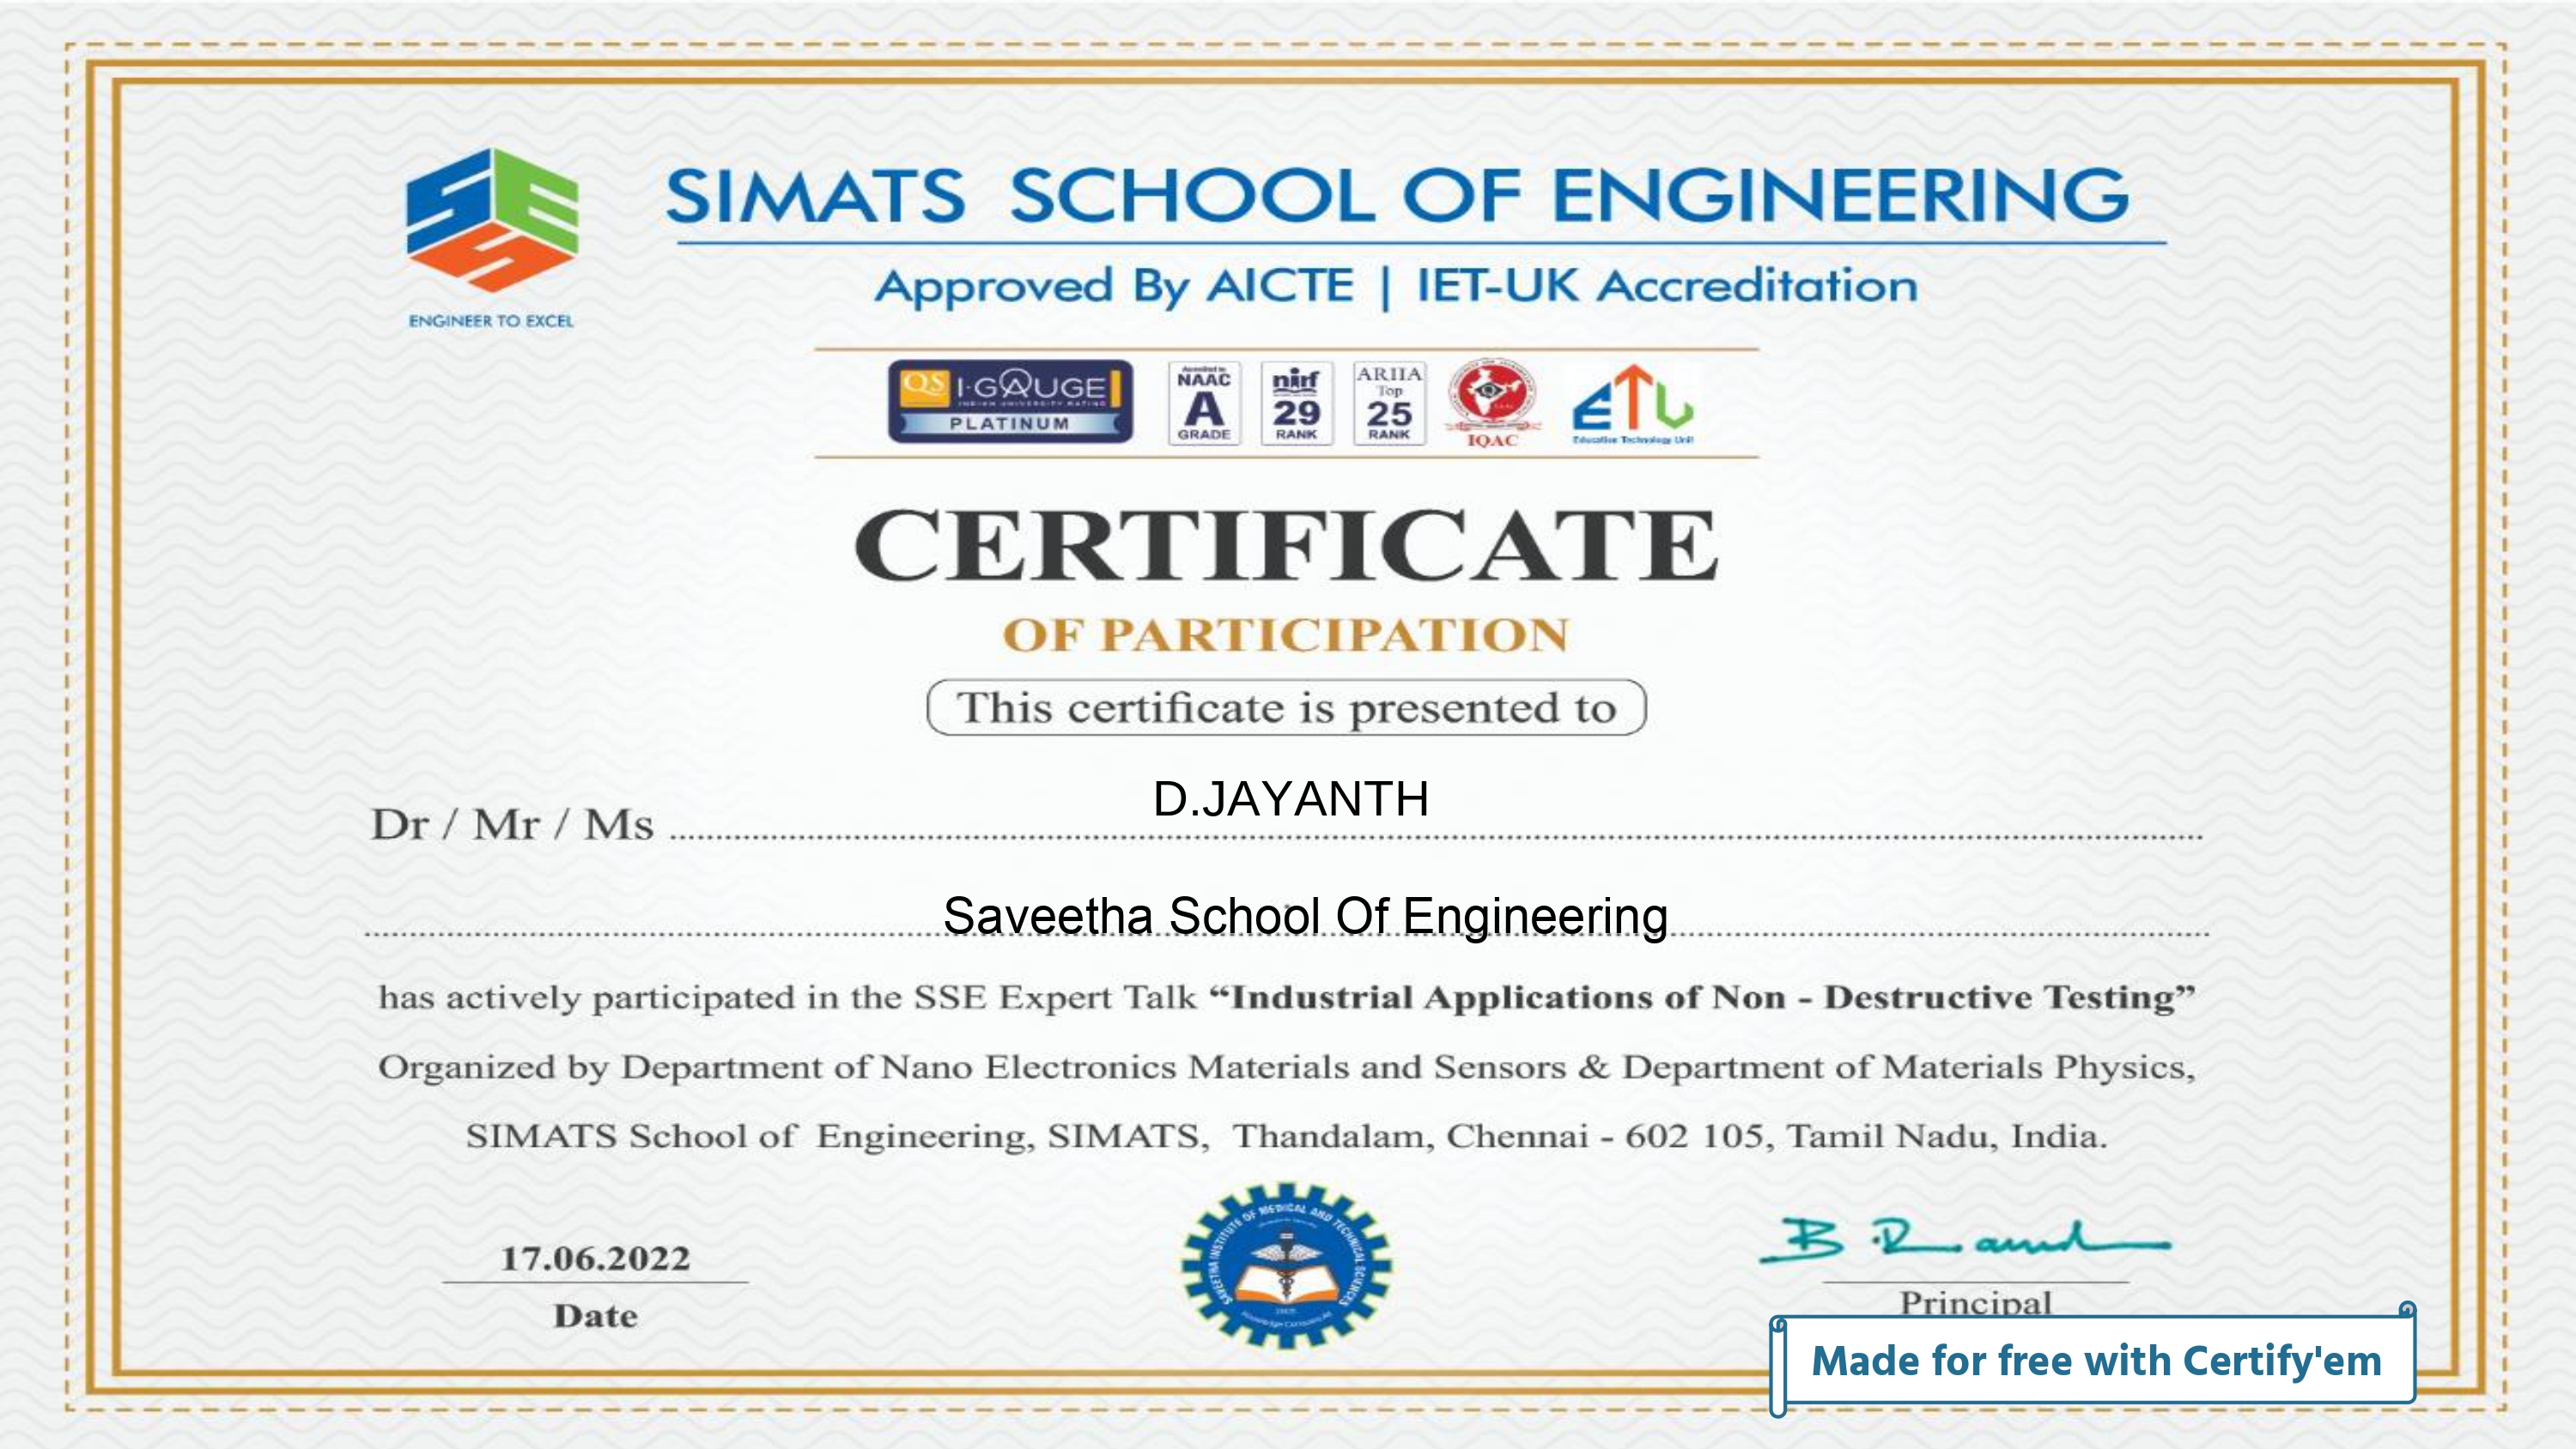 SIMATS SCHOOL OF ENGINEERING
Approved By AICTE | IET-UK Accreditation
ENGINEER TO EXCEL
QS I·GAUGE
INDIAN UNIVERSITY RATING
PLATINUM
Accredited in
NAAC
A
GRADE
nirf
29
RANK
ARIIA
Top
25
RANK
IQAC
ETU
Education Technology Unit
CERTIFICATE
OF PARTICIPATION
This certificate is presented to
D.JAYANTH
Dr / Mr / Ms
Saveetha School Of Engineering
has actively participated in the SSE Expert Talk “Industrial Applications of Non - Destructive Testing”
Organized by Department of Nano Electronics Materials and Sensors & Department of Materials Physics,
SIMATS School of Engineering, SIMATS, Thandalam, Chennai - 602 105, Tamil Nadu, India.
SAVEETHA INSTITUTE OF MEDICAL AND TECHNICAL SCIENCES
17.06.2022
Date
Principal
Made for free with Certify'em